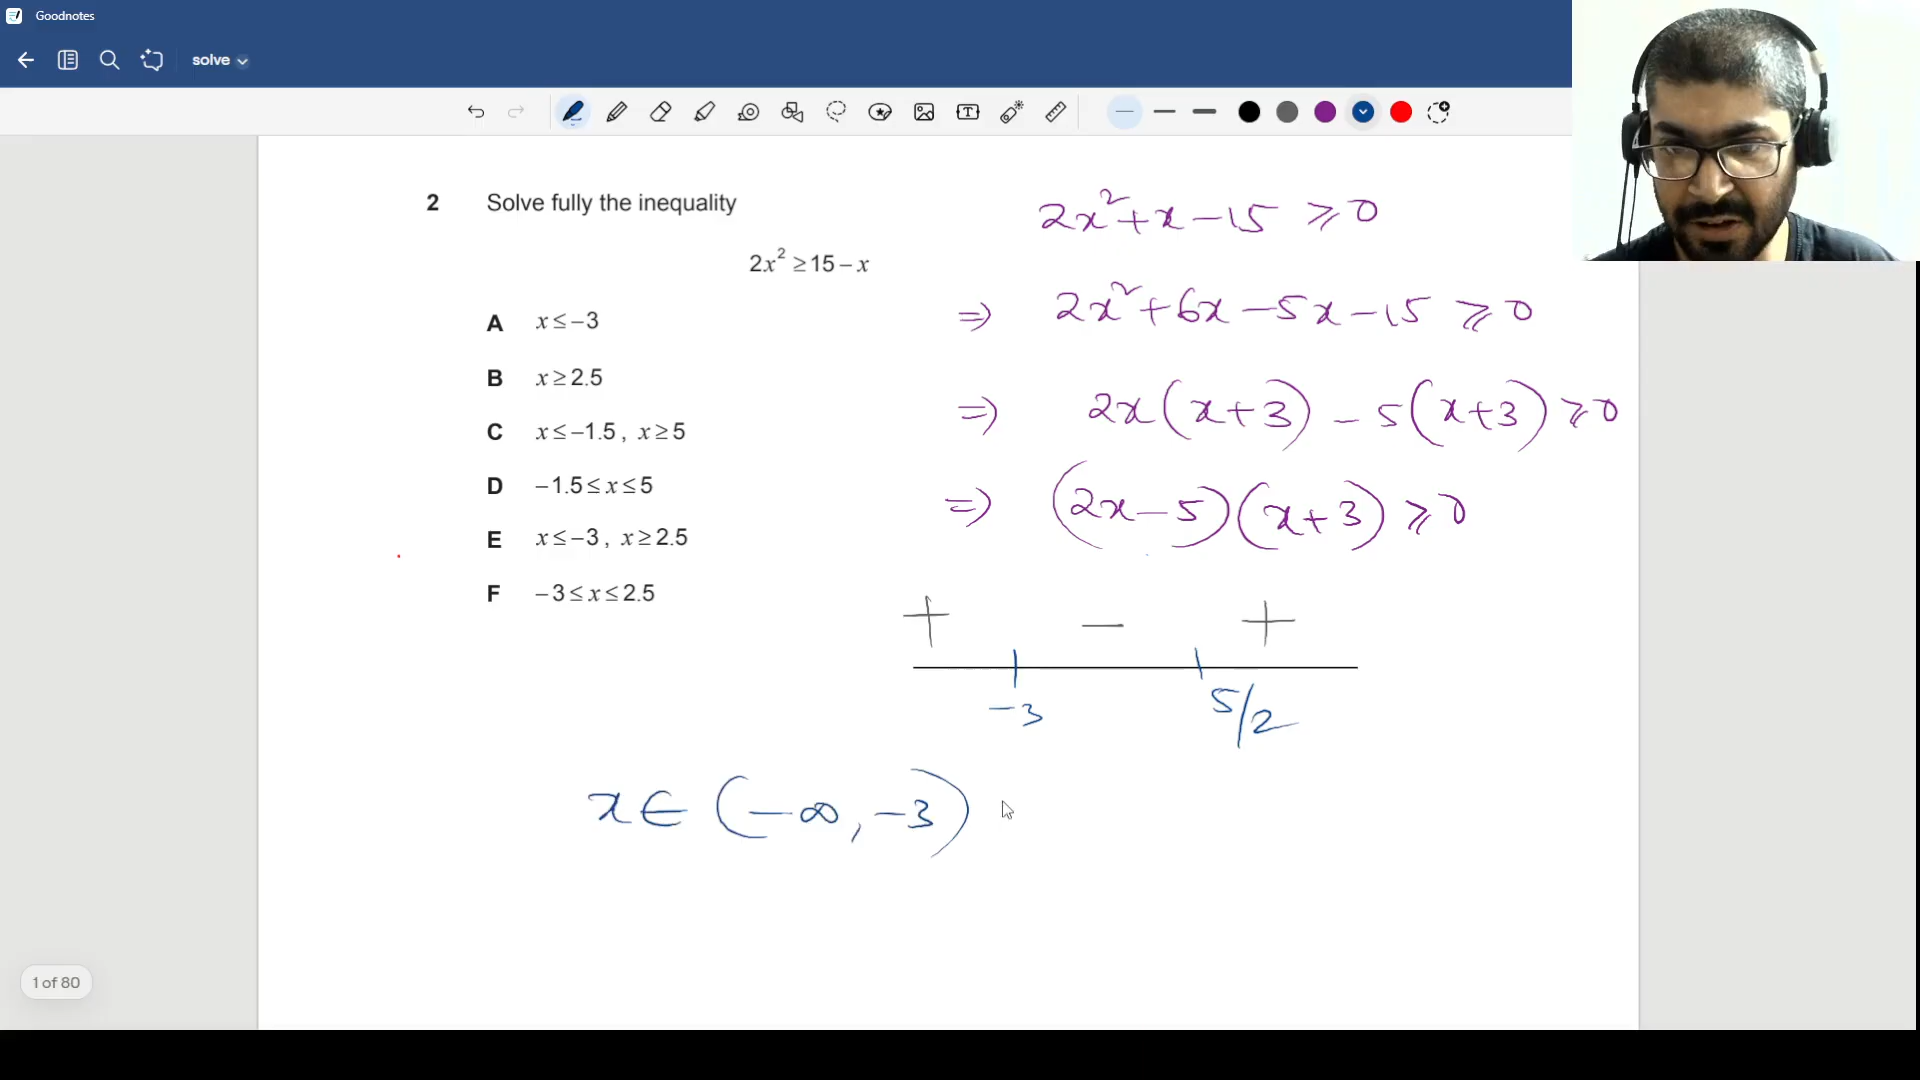 Goodnotes
solve
2 Solve fully the inequality
2x² ≥ 15 – x
A x ≤ –3
B x ≥ 2.5
C x ≤ –1.5 , x ≥ 5
D –1.5 ≤ x ≤ 5
E x ≤ –3 , x ≥ 2.5
F –3 ≤ x ≤ 2.5
2x² + x – 15 ⩾ 0
⇒ 2x² + 6x – 5x – 15 ⩾ 0
⇒ 2x(x+3) – 5(x+3) ⩾ 0
⇒ (2x – 5)(x+3) ⩾ 0
+ – +
–3 5/2
x ∈ (–∞, –3)
1 of 80